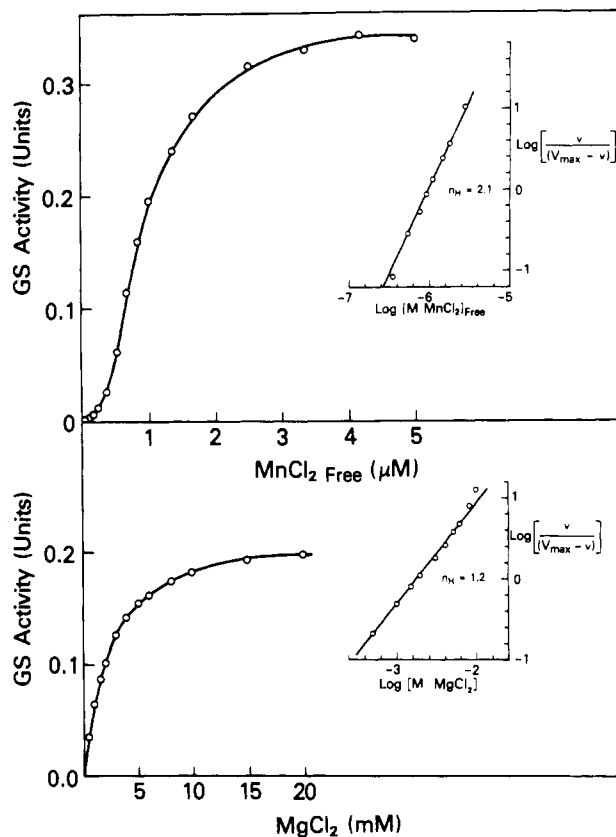 GS Activity (Units)
0.3
0.2
0.1
0
1
2
3
4
5
MnCl₂ Free (μM)
1
0
-1
Log[v/(Vmax – v)]
nH = 2.1
-7
-6
-5
Log [M MnCl₂]Free
GS Activity (Units)
0.2
0.1
0.0
5
10
15
20
MgCl₂ (mM)
1
0
-1
Log[v/(Vmax – v)]
nH = 1.2
-3
-2
Log [M MgCl₂]